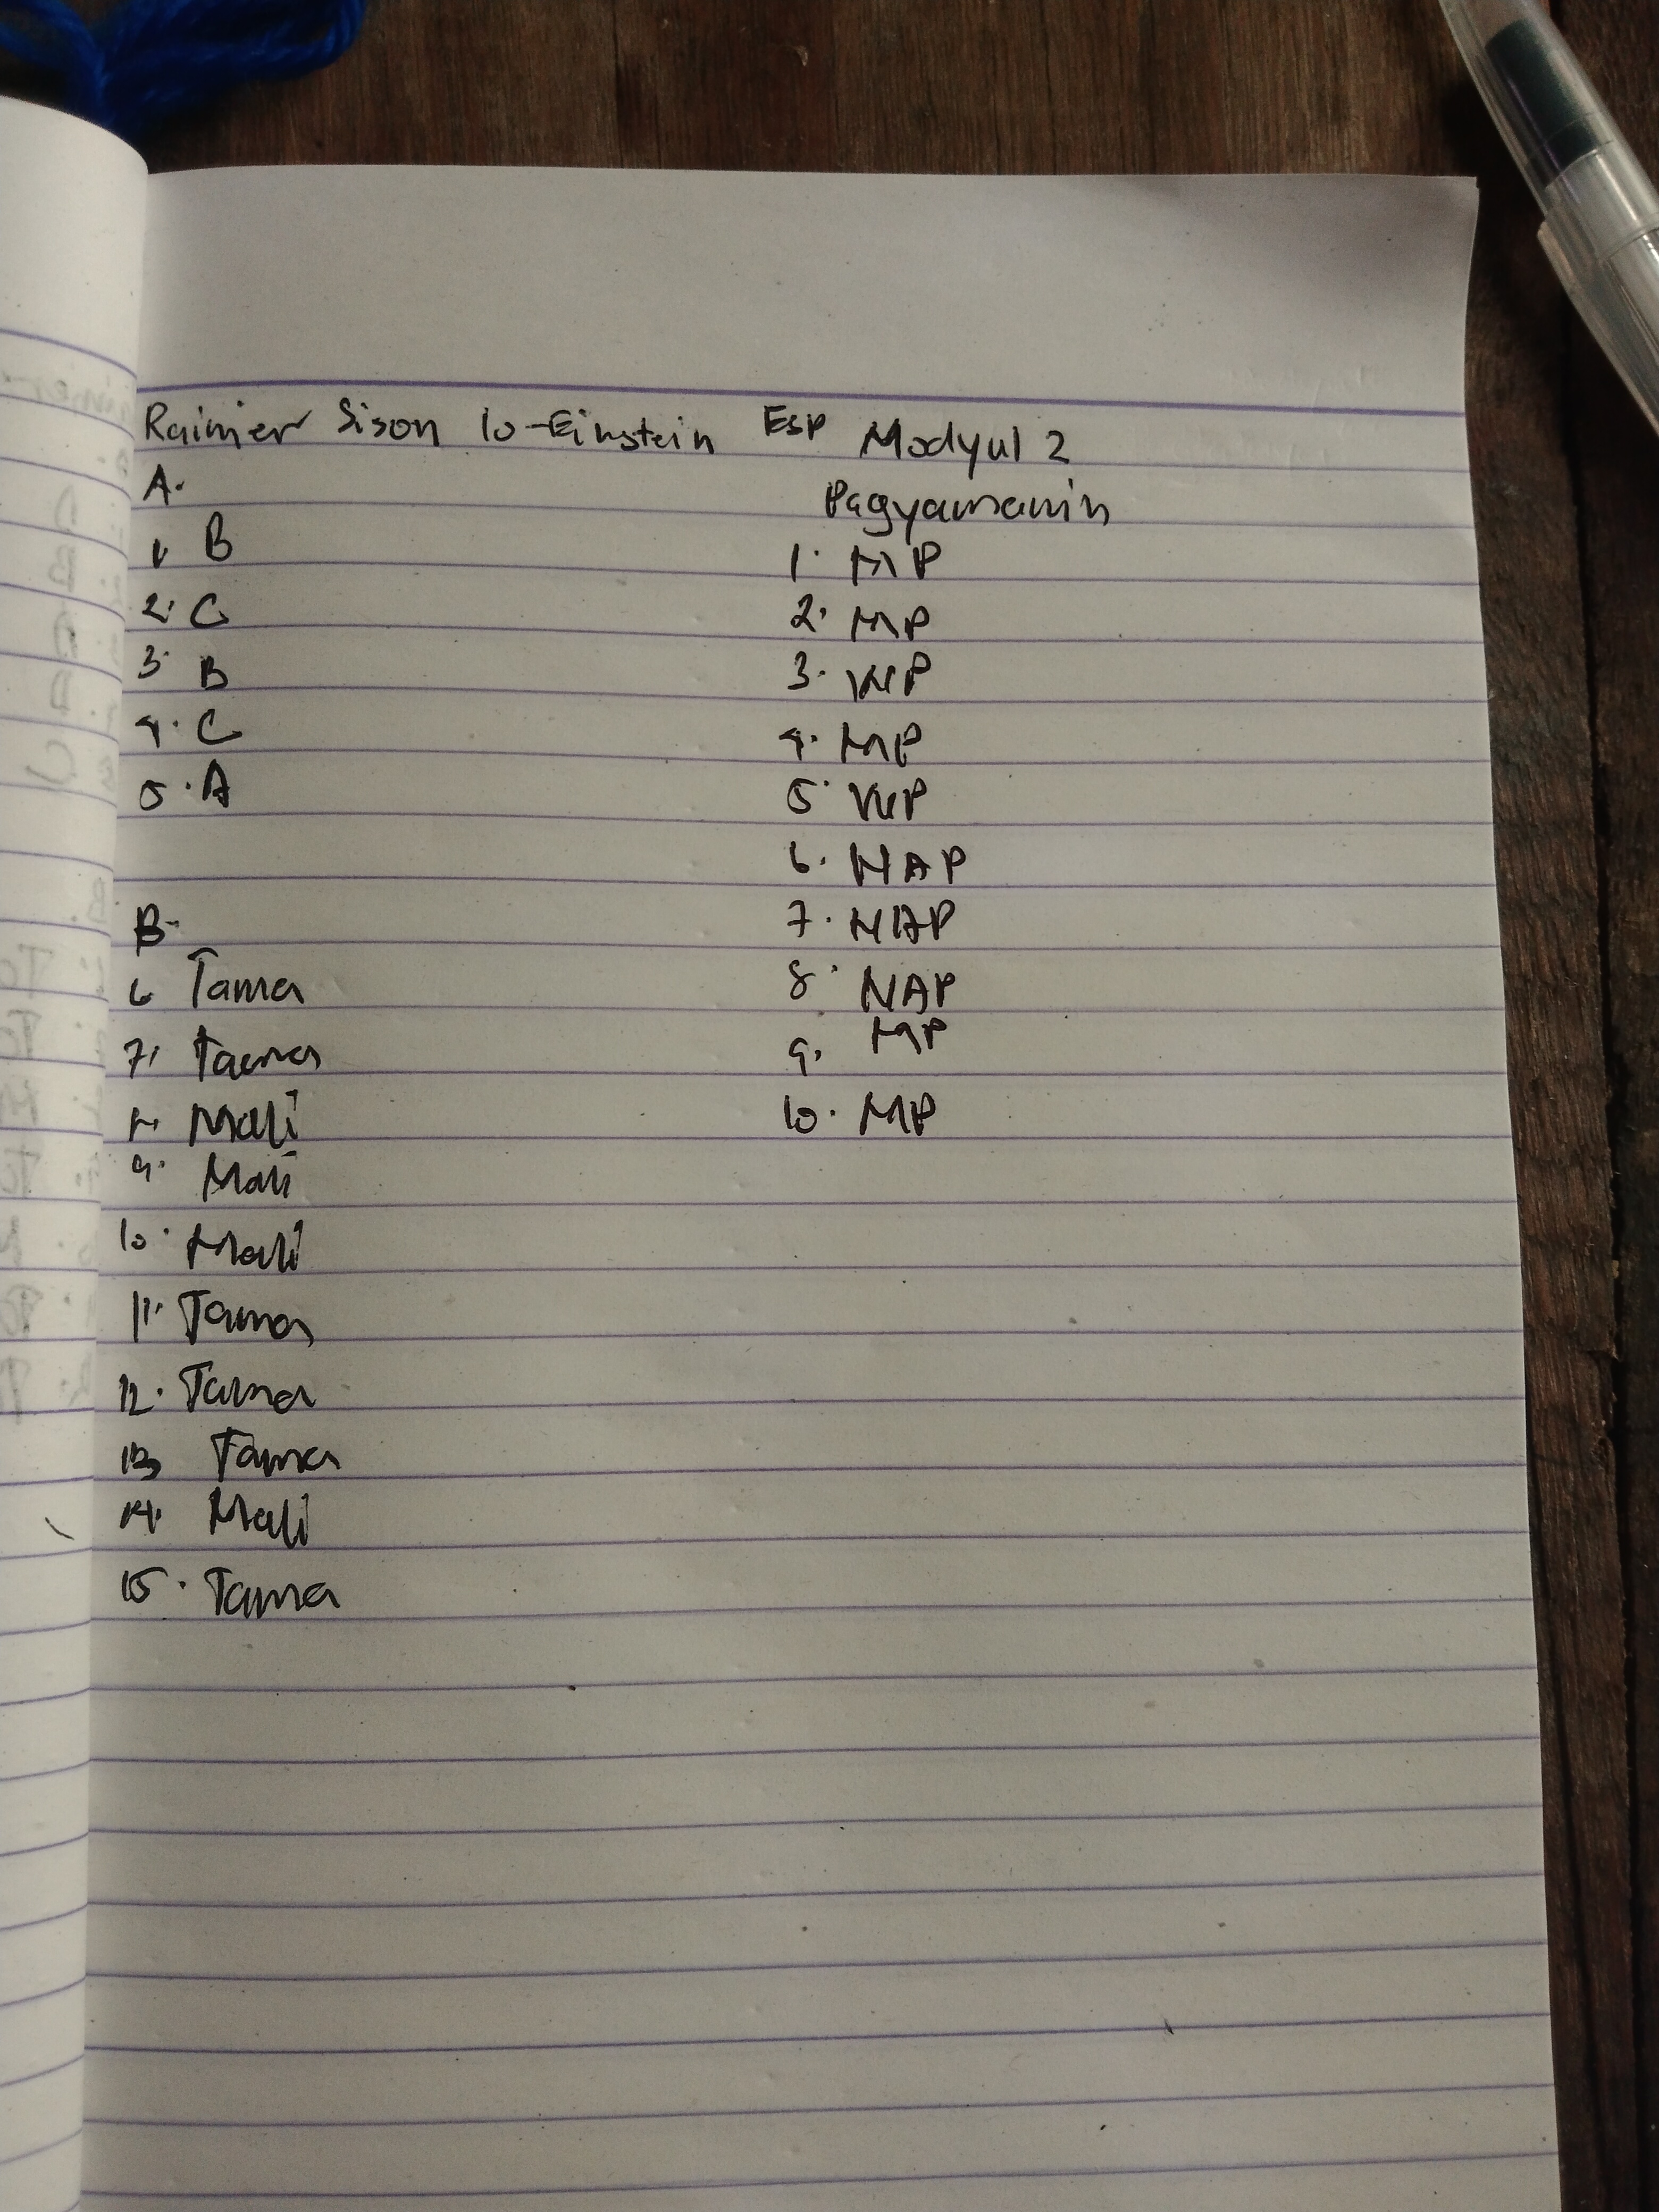 Raimier Sison 10-Einstein ESP Modyul 2
A.
1. B
2. C
3. B
4. C
5. A
B.
6. Tama
7. Tama
8. Mali
9. Mali
10. Mali
11. Tama
12. Tama
13. Tama
14. Mali
15. Tama
Pagyamanin
1. MP
2. MP
3.
4. MP
5.
6. NAP
7. NAP
8. NAP
9. MP
10. MP